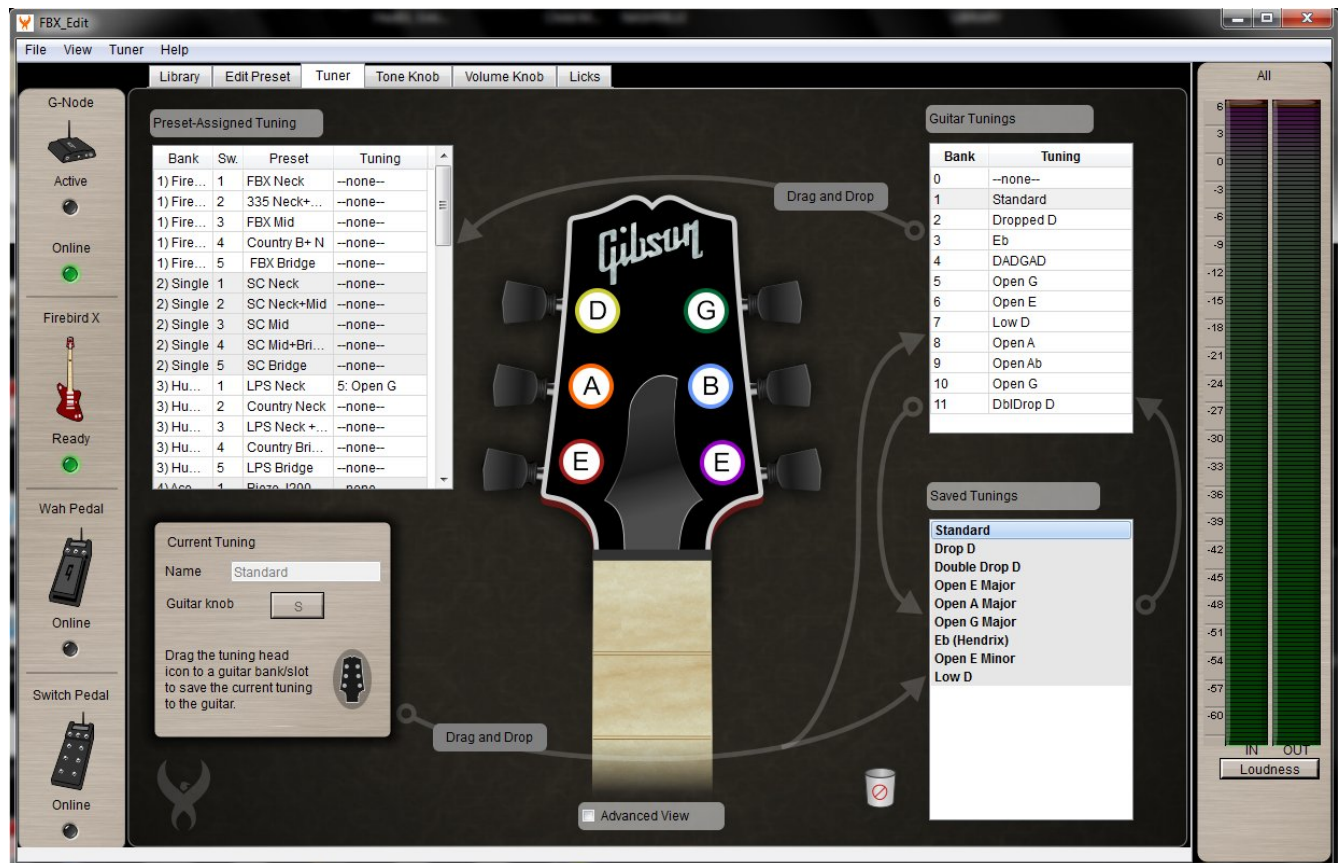 FBX_Edit
File View Tuner Help
Library Edit Preset Tuner Tone Knob Volume Knob Licks
G-Node
Active
Online
Firebird X
Ready
Wah Pedal
Online
Switch Pedal
Online
Preset-Assigned Tuning
Bank Sw. Preset Tuning
1) Fire... 1 FBX Neck --none--
1) Fire... 2 335 Neck+... --none--
1) Fire... 3 FBX Mid --none--
1) Fire... 4 Country B+ N --none--
1) Fire... 5 FBX Bridge --none--
2) Single 1 SC Neck --none--
2) Single 2 SC Neck+Mid --none--
2) Single 3 SC Mid --none--
2) Single 4 SC Mid+Bri... --none--
2) Single 5 SC Bridge --none--
3) Hu... 1 LPS Neck 5: Open G
3) Hu... 2 Country Neck --none--
3) Hu... 3 LPS Neck +... --none--
3) Hu... 4 Country Bri... --none--
3) Hu... 5 LPS Bridge --none--
Current Tuning
Name Standard
Guitar knob S
Drag the tuning head
icon to a guitar bank/slot
to save the current tuning
to the guitar.
Drag and Drop
Gibson
D G
A B
E E
Drag and Drop
Advanced View
Guitar Tunings
Bank Tuning
0 --none--
1 Standard
2 Dropped D
3 Eb
4 DADGAD
5 Open G
6 Open E
7 Low D
8 Open A
9 Open Ab
10 Open G
11 DblDrop D
Saved Tunings
Standard
Drop D
Double Drop D
Open E Major
Open A Major
Open G Major
Eb (Hendrix)
Open E Minor
Low D
All
6
3
0
-3
-6
-9
-12
-15
-18
-21
-24
-27
-30
-33
-36
-39
-42
-45
-48
-51
-54
-57
-60
IN OUT
Loudness